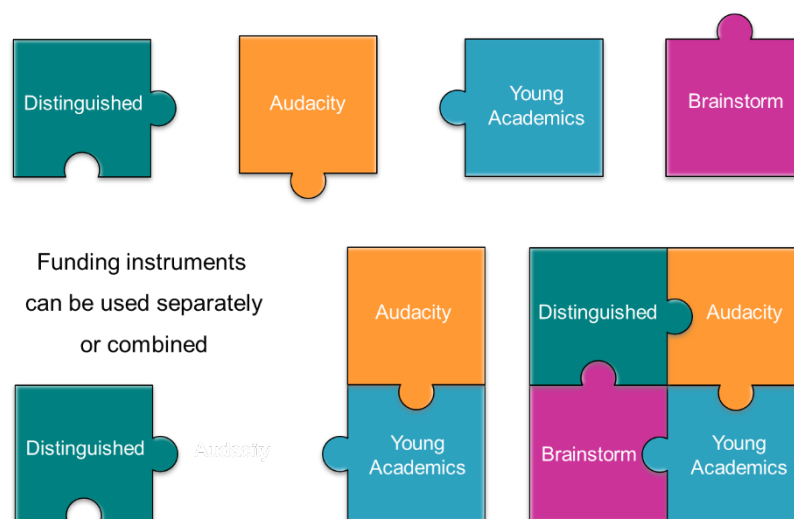 Distinguished
Audacity
Young
Academics
Brainstorm
Funding instruments
can be used separately
or combined
Audacity
Distinguished
Audacity
Distinguished
Audacity
Young
Academics
Brainstorm
Young
Academics